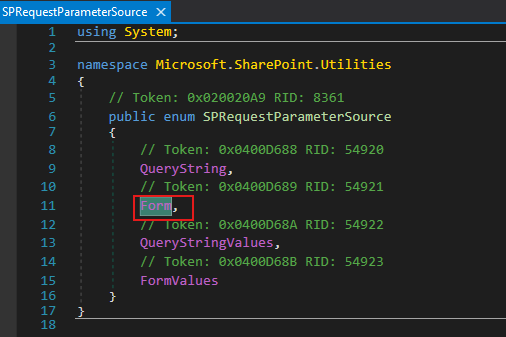 SPRequestParameterSource ×
1 using System;
2
3 namespace Microsoft.SharePoint.Utilities
4 {
5 // Token: 0x020020A9 RID: 8361
6 public enum SPRequestParameterSource
7 {
8 // Token: 0x0400D688 RID: 54920
9 QueryString,
10 // Token: 0x0400D689 RID: 54921
11 Form,
12 // Token: 0x0400D68A RID: 54922
13 QueryStringValues,
14 // Token: 0x0400D68B RID: 54923
15 FormValues
16 }
17 }
18